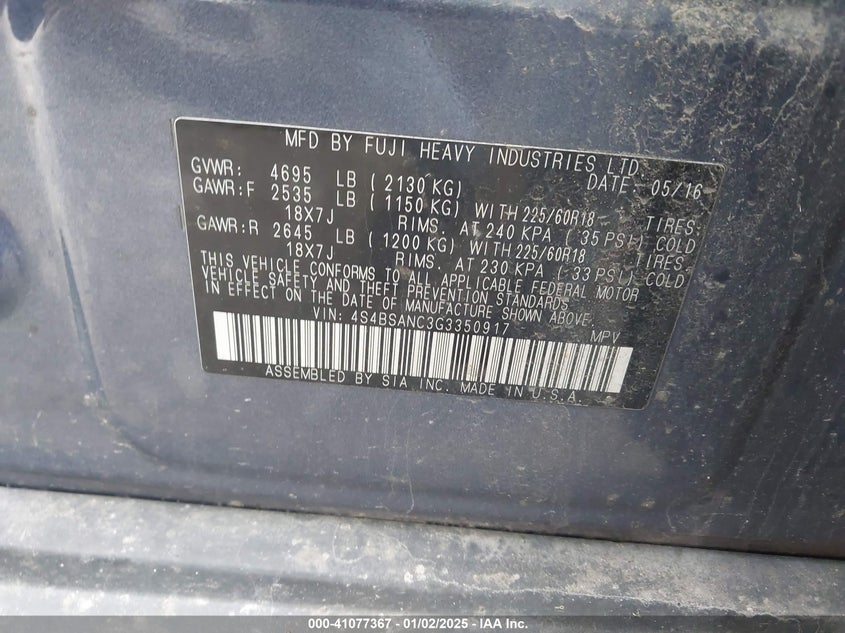 MFD BY FUJI HEAVY INDUSTRIES LTD.
GVWR: 4695 LB (2130 KG) DATE: 05/16
GAWR:F 2535 LB (1150 KG) WITH 225/60R18 TIRES
18X7J RIMS. AT 240 KPA (35 PSI) COLD
GAWR:R 2645 LB (1200 KG) WITH 225/60R18 TIRES
18X7J RIMS. AT 230 KPA (33 PSI) COLD
THIS VEHICLE CONFORMS TO ALL APPLICABLE FEDERAL MOTOR
VEHICLE SAFETY AND THEFT PREVENTION STANDARDS
IN EFFECT ON THE DATE OF MANUFACTURE SHOWN ABOVE.
VIN: 4S4BSANC3G3350917 MPV
ASSEMBLED BY SIA INC. MADE IN U.S.A.
000-41077367 - 01/02/2025 - IAA Inc.